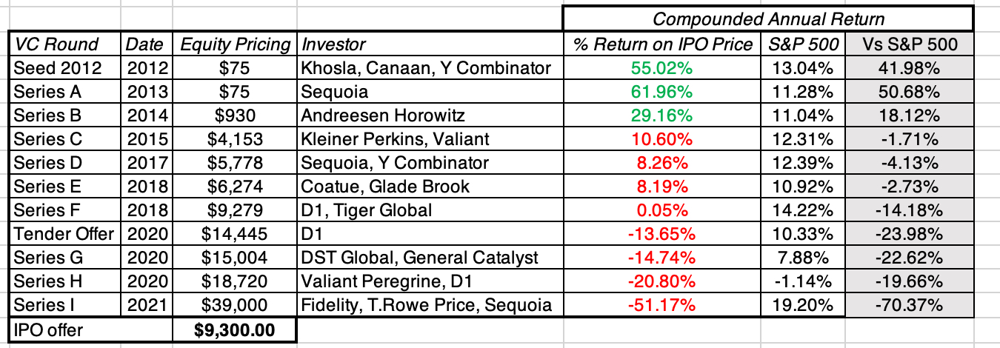 Compounded Annual Return
VC Round Date Equity Pricing Investor % Return on IPO Price S&P 500 Vs S&P 500
Seed 2012 2012 $75 Khosla, Canaan, Y Combinator 55.02% 13.04% 41.98%
Series A 2013 $75 Sequoia 61.96% 11.28% 50.68%
Series B 2014 $930 Andreesen Horowitz 29.16% 11.04% 18.12%
Series C 2015 $4,153 Kleiner Perkins, Valiant 10.60% 12.31% -1.71%
Series D 2017 $5,778 Sequoia, Y Combinator 8.26% 12.39% -4.13%
Series E 2018 $6,274 Coatue, Glade Brook 8.19% 10.92% -2.73%
Series F 2018 $9,279 D1, Tiger Global 0.05% 14.22% -14.18%
Tender Offer 2020 $14,445 D1 -13.65% 10.33% -23.98%
Series G 2020 $15,004 DST Global, General Catalyst -14.74% 7.88% -22.62%
Series H 2020 $18,720 Valiant Peregrine, D1 -20.80% -1.14% -19.66%
Series I 2021 $39,000 Fidelity, T.Rowe Price, Sequoia -51.17% 19.20% -70.37%
IPO offer $9,300.00